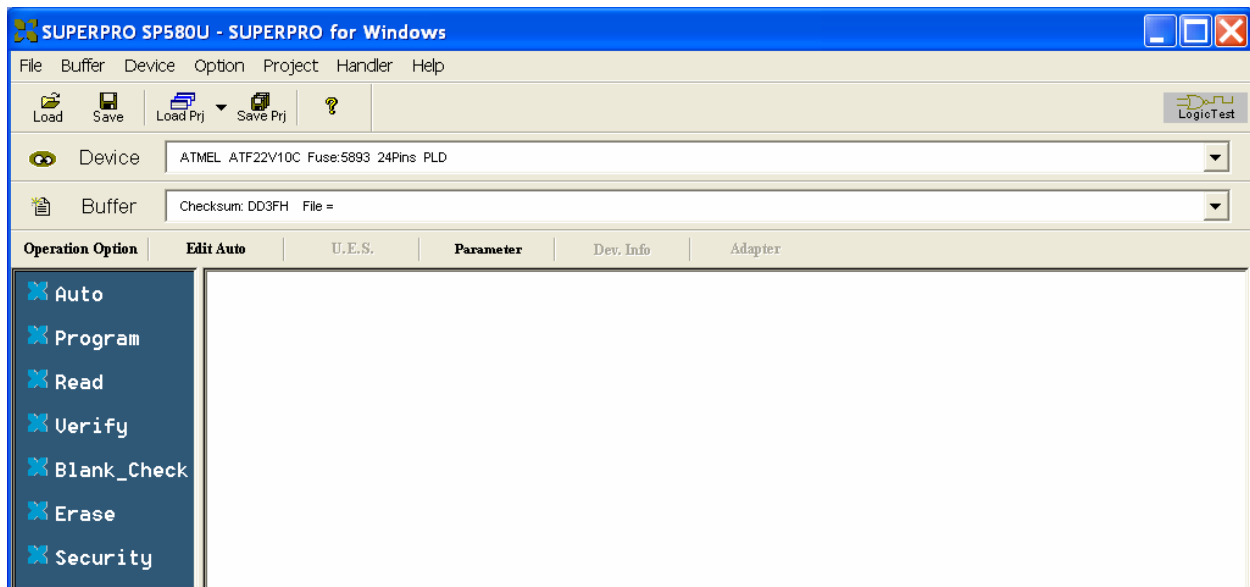 SUPERPRO SP580U - SUPERPRO for Windows
File Buffer Device Option Project Handler Help
Load Save Load Prj Save Prj LogicTest
Device ATMEL ATF22V10C Fuse:5893 24Pins PLD
Buffer Checksum: DD3FH File =
Operation Option Edit Auto U.E.S. Parameter Dev. Info Adapter
Auto
Program
Read
Verify
Blank_Check
Erase
Security